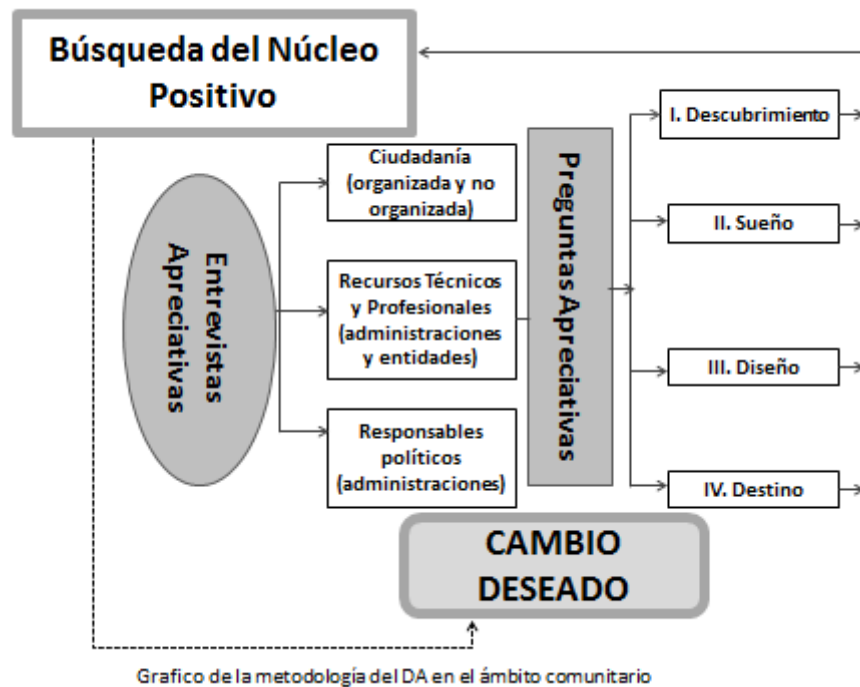 Búsqueda del Núcleo
Positivo
Entrevistas
Apreciativas
Ciudadanía
(organizada y no
organizada)
Recursos Técnicos
y Profesionales
(administraciones
y entidades)
Responsables
políticos
(administraciones)
Preguntas Apreciativas
I. Descubrimiento
II. Sueño
III. Diseño
IV. Destino
CAMBIO
DESEADO
Grafico de la metodología del DA en el ámbito comunitario